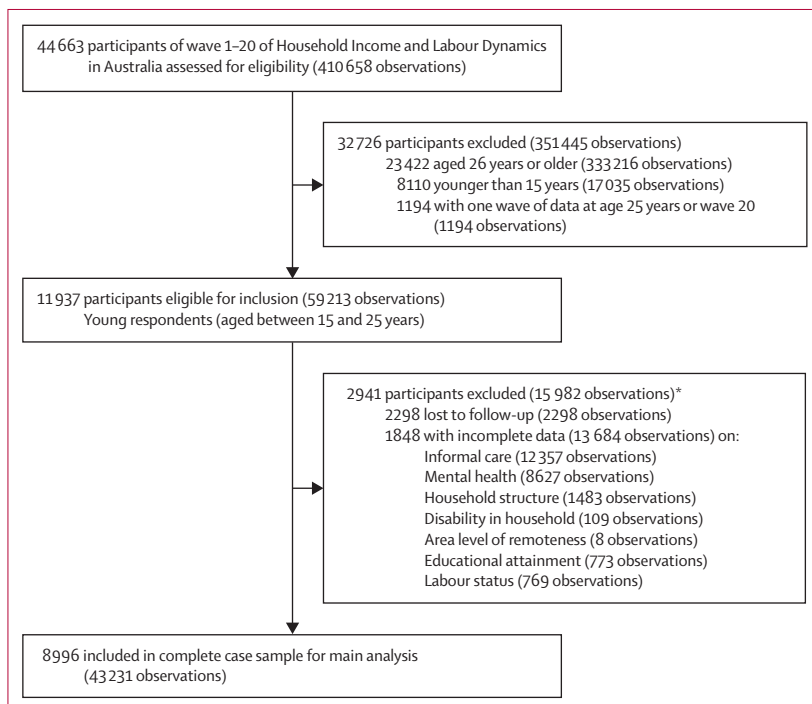 44 663 participants of wave 1–20 of Household Income and Labour Dynamics
in Australia assessed for eligibility (410 658 observations)
32 726 participants excluded (351 445 observations)
23 422 aged 26 years or older (333 216 observations)
8110 younger than 15 years (17 035 observations)
1194 with one wave of data at age 25 years or wave 20
(1194 observations)
11 937 participants eligible for inclusion (59 213 observations)
Young respondents (aged between 15 and 25 years)
2941 participants excluded (15 982 observations)*
2298 lost to follow-up (2298 observations)
1848 with incomplete data (13 684 observations) on:
Informal care (12 357 observations)
Mental health (8627 observations)
Household structure (1483 observations)
Disability in household (109 observations)
Area level of remoteness (8 observations)
Educational attainment (773 observations)
Labour status (769 observations)
8996 included in complete case sample for main analysis
(43 231 observations)